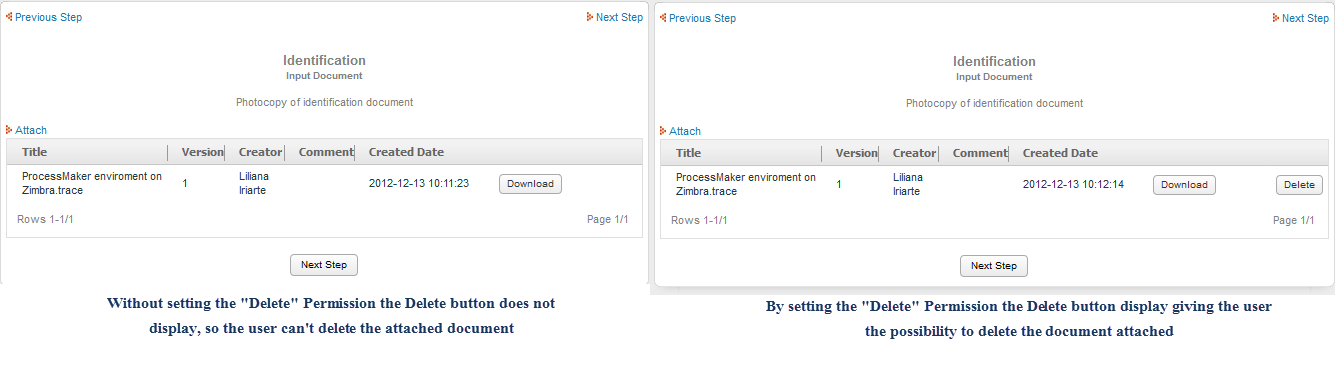 Previous Step
Next Step
Identification
Input Document
Photocopy of identification document
Attach
Title Version Creator Comment Created Date
ProcessMaker enviroment on
Zimbra.trace
1
Liliana
Iriarte
2012-12-13 10:11:23
Download
Rows 1-1/1
Page 1/1
Next Step
Without setting the "Delete" Permission the Delete button does not
display, so the user can't delete the attached document
Previous Step
Next Step
Identification
Input Document
Photocopy of identification document
Attach
Title Version Creator Comment Created Date
ProcessMaker enviroment on
Zimbra.trace
1
Liliana
Iriarte
2012-12-13 10:12:14
Download
Delete
Rows 1-1/1
Page 1/1
Next Step
By setting the "Delete" Permission the Delete button display giving the user
the possibility to delete the document attached